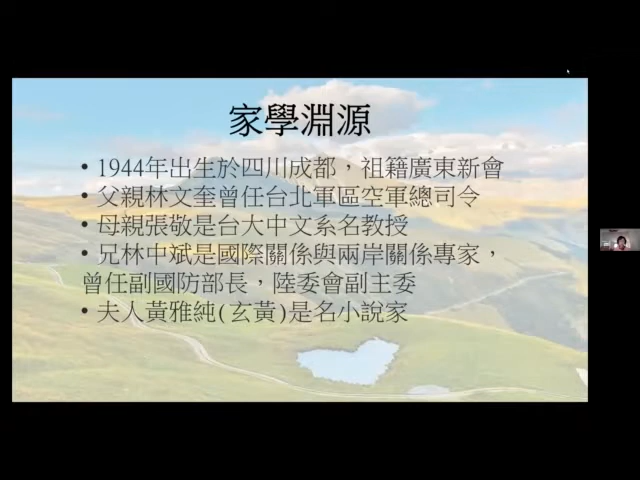 家學淵源
• 1944年出生於四川成都，祖籍廣東新會
• 父親林文奎曾任台北軍區空軍總司令
• 母親張敬是台大中文系名教授
• 兄林中斌是國際關係與兩岸關係專家，
曾任副國防部長，陸委會副主委
• 夫人黃雅純(玄黃)是名小說家